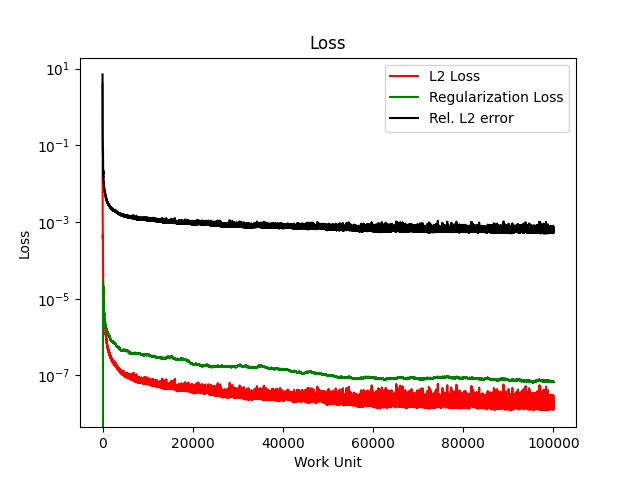 Loss
L2 Loss
Regularization Loss
Rel. L2 error
10¹
10⁻¹
10⁻³
10⁻⁵
10⁻⁷
Loss
0 20000 40000 60000 80000 100000
Work Unit